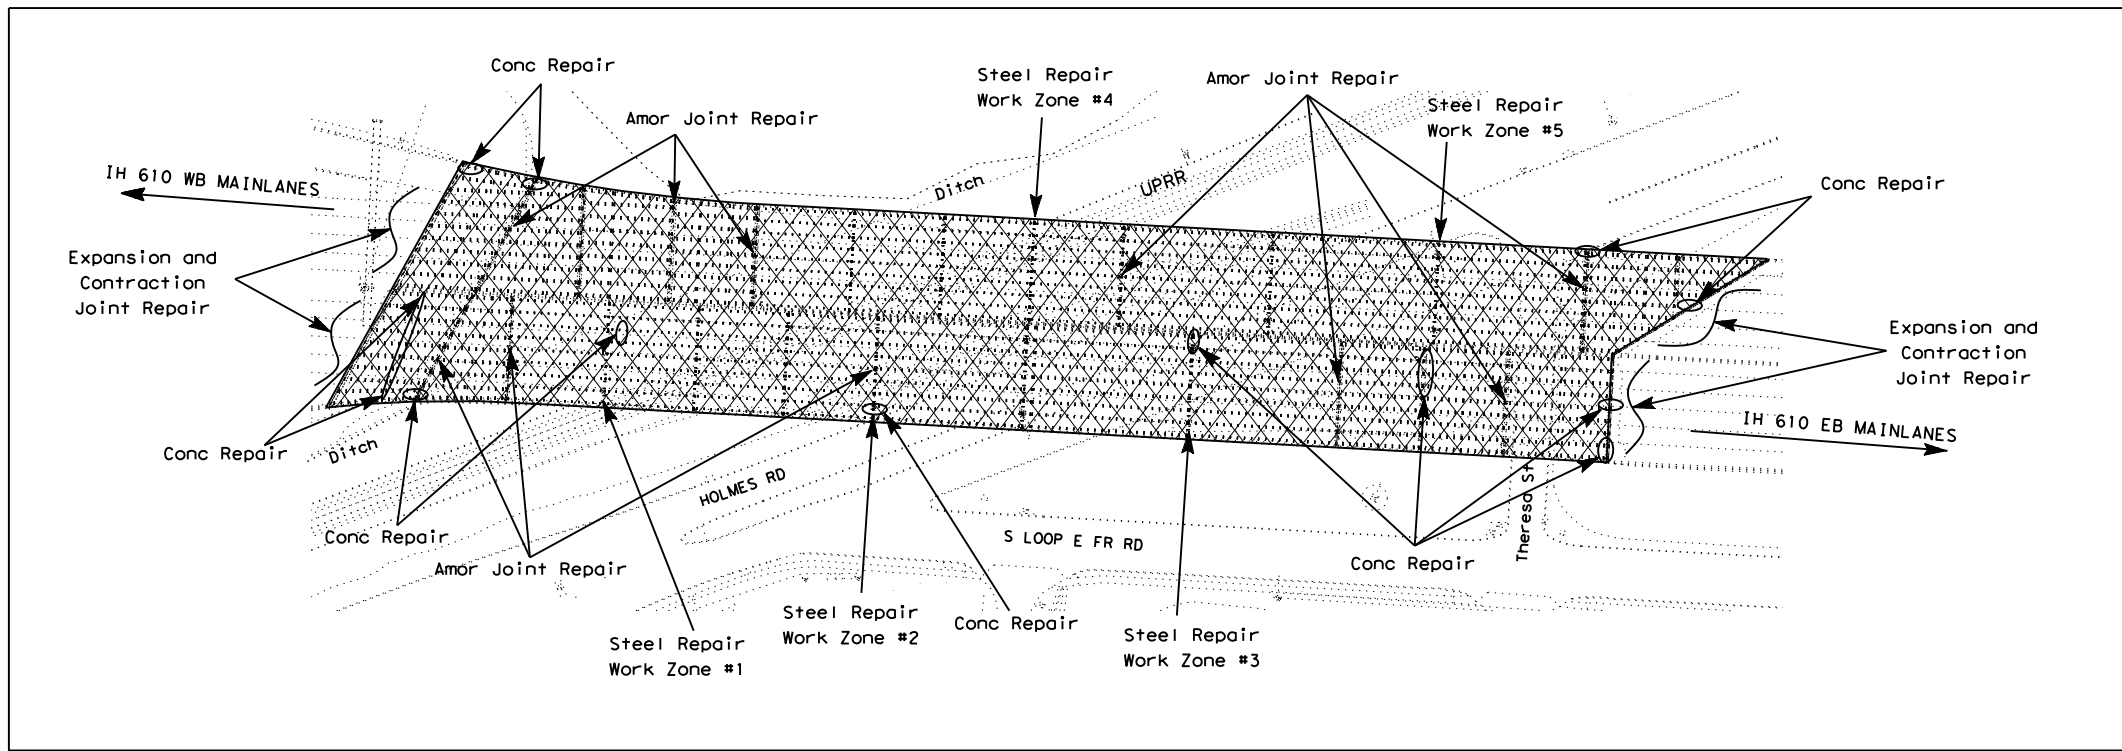 Conc Repair
Steel Repair
Work Zone #4
Amor Joint Repair
Steel Repair
Work Zone #5
Amor Joint Repair
IH 610 WB MAINLANES
Ditch
UPRR
Conc Repair
Expansion and
Contraction
Joint Repair
Expansion and
Contraction
Joint Repair
IH 610 EB MAINLANES
Conc Repair
Ditch
HOLMES RD
Theresa St
Conc Repair
S LOOP E FR RD
Amor Joint Repair
Conc Repair
Steel Repair
Work Zone #2
Conc Repair
Steel Repair
Work Zone #1
Steel Repair
Work Zone #3